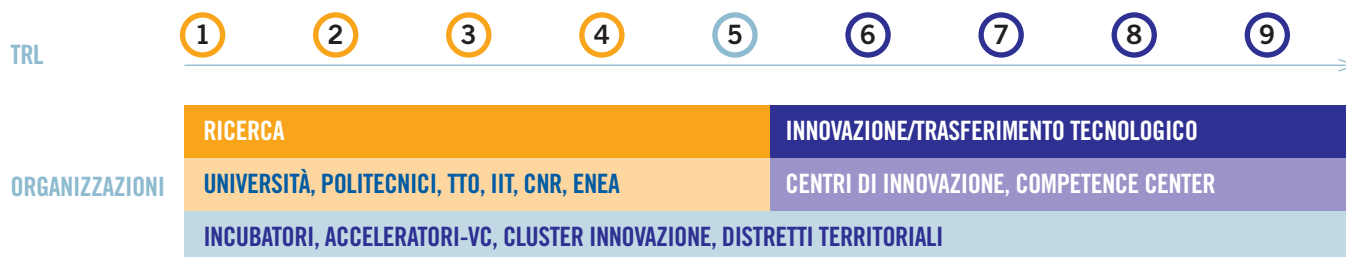 1 2 3 4 5 6 7 8 9
TRL
RICERCA INNOVAZIONE/TRASFERIMENTO TECNOLOGICO
ORGANIZZAZIONI UNIVERSITÀ, POLITECNICI, TTO, IIT, CNR, ENEA CENTRI DI INNOVAZIONE, COMPETENCE CENTER
INCUBATORI, ACCELERATORI-VC, CLUSTER INNOVAZIONE, DISTRETTI TERRITORIALI